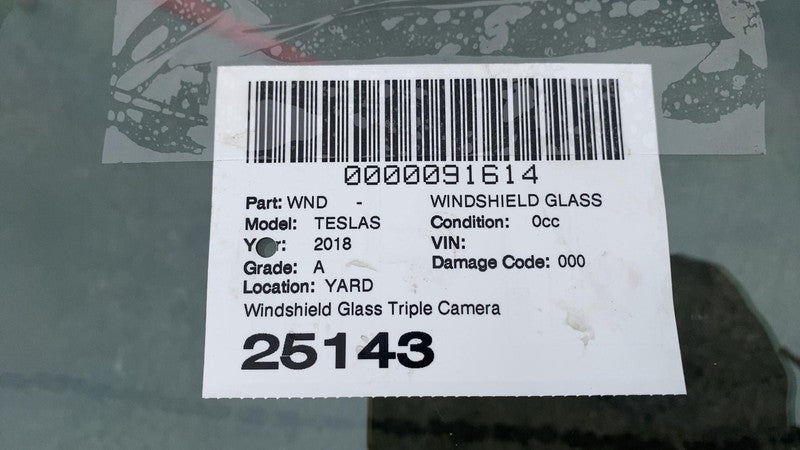 0000091614
Part: WND - WINDSHIELD GLASS
Model: TESLAS Condition: 0cc
2018 VIN:
Grade: A Damage Code: 000
Location: YARD
Windshield Glass Triple Camera
25143